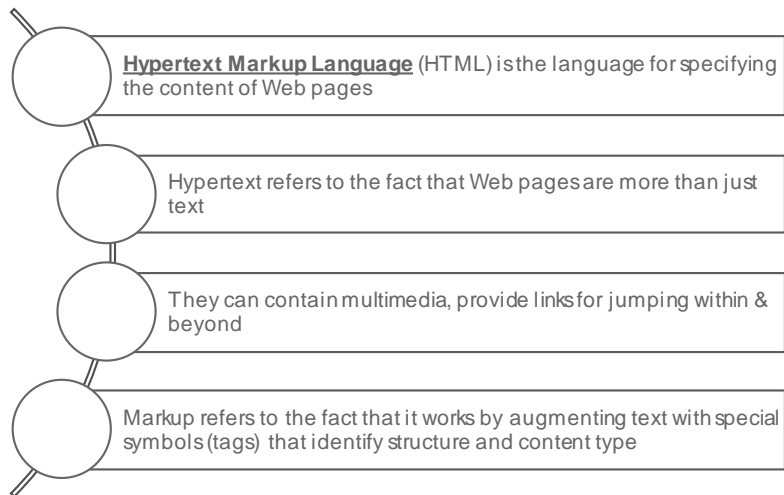 Hypertext Markup Language (HTML) is the language for specifying
the content of Web pages
Hypertext refers to the fact that Web pages are more than just
text
They can contain multimedia, provide links for jumping within &
beyond
Markup refers to the fact that it works by augmenting text with special
symbols (tags) that identify structure and content type